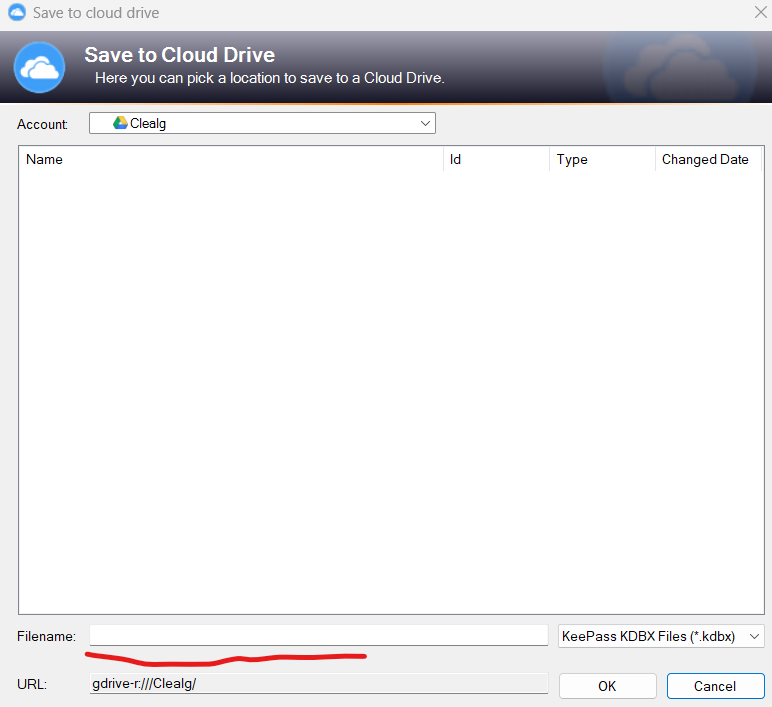 Save to cloud drive
Save to Cloud Drive
Here you can pick a location to save to a Cloud Drive.
Account: Clealg
Name Id Type Changed Date
Filename: KeePass KDBX Files (*.kdbx)
URL: gdrive-r:///Clealg/ OK Cancel